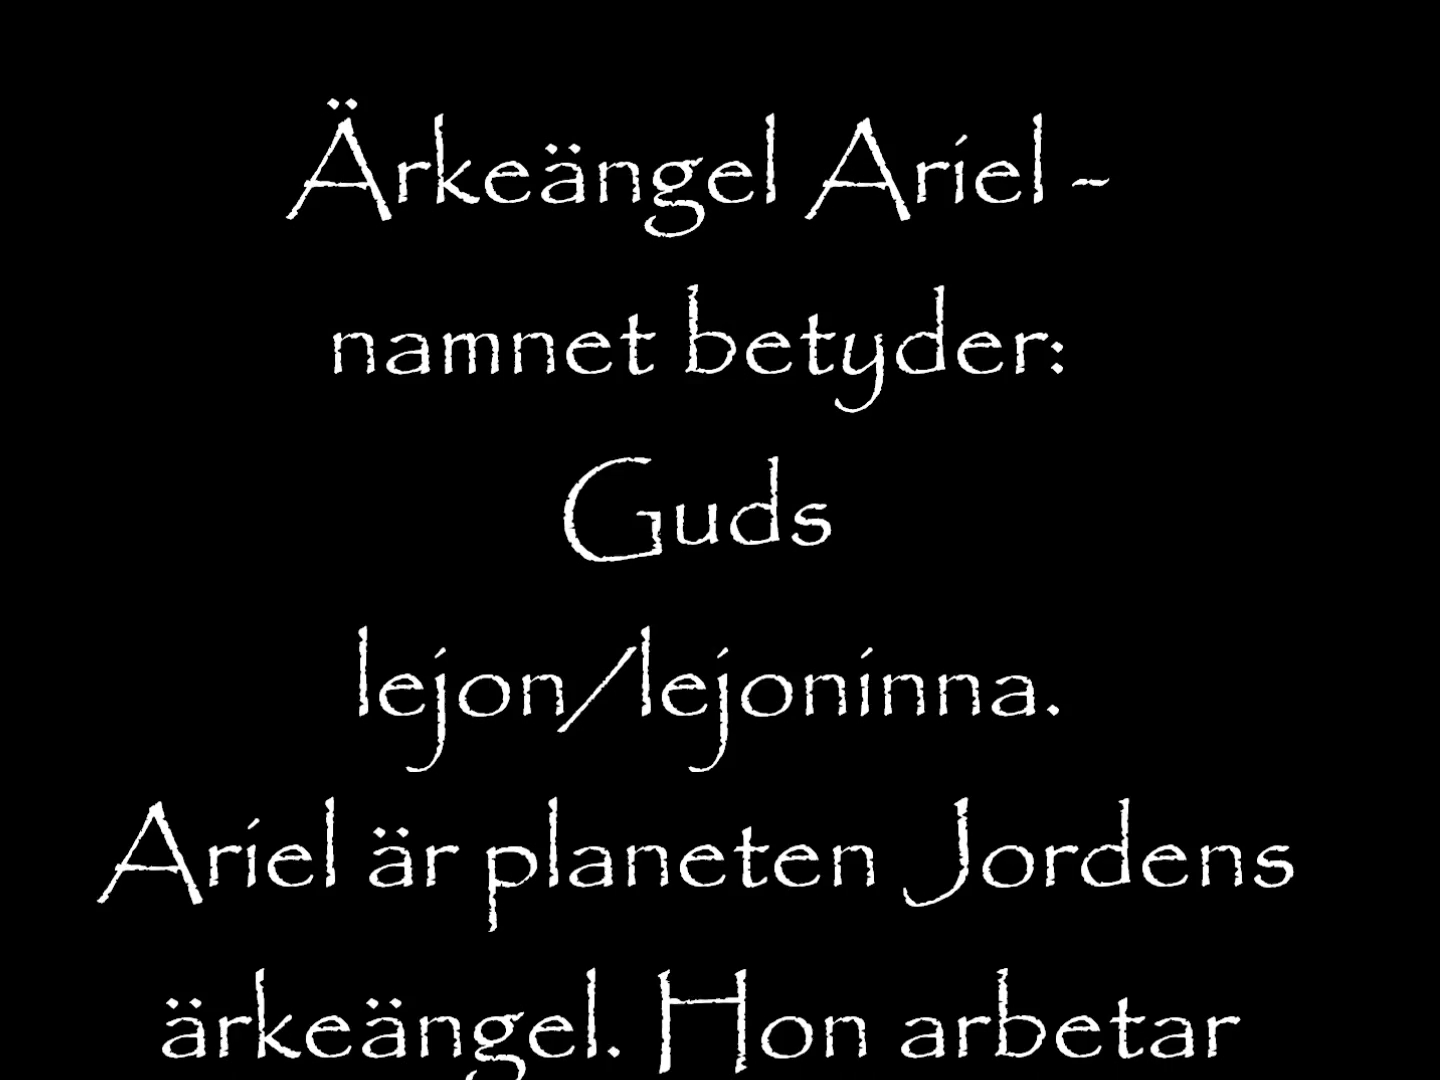 Ärkeängel Ariel -
namnet betyder:
Guds
lejon/lejoninna.
Ariel är planeten Jordens
ärkeängel. Hon arbetar